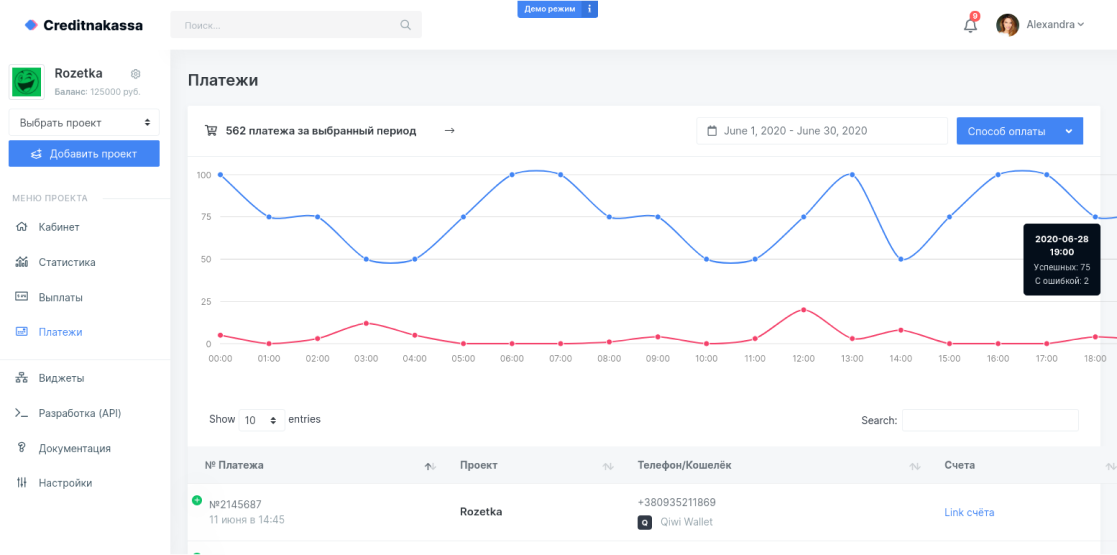 Creditnakassa
Поиск...
Демо режим i
9
Alexandra
Rozetka
Баланс: 125000 руб.
Выбрать проект
Добавить проект
МЕНЮ ПРОЕКТА
Кабинет
Статистика
Выплаты
Платежи
Виджеты
Разработка (API)
Документация
Настройки
Платежи
562 платежа за выбранный период →
June 1, 2020 - June 30, 2020
Способ оплаты
100
75
50
25
0
00:00 01:00 02:00 03:00 04:00 05:00 06:00 07:00 08:00 09:00 10:00 11:00 12:00 13:00 14:00 15:00 16:00 17:00 18:00
2020-06-28
19:00
Успешных: 75
С ошибкой: 2
Show 10 entries
Search:
№ Платежа Проект Телефон/Кошелёк Счета
№2145687
11 июня в 14:45
Rozetka
+380935211869
Q Qiwi Wallet
Link счёта